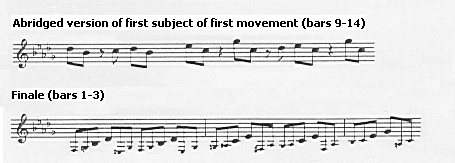 Abridged version of first subject of first movement (bars 9-14)
Finale (bars 1-3)